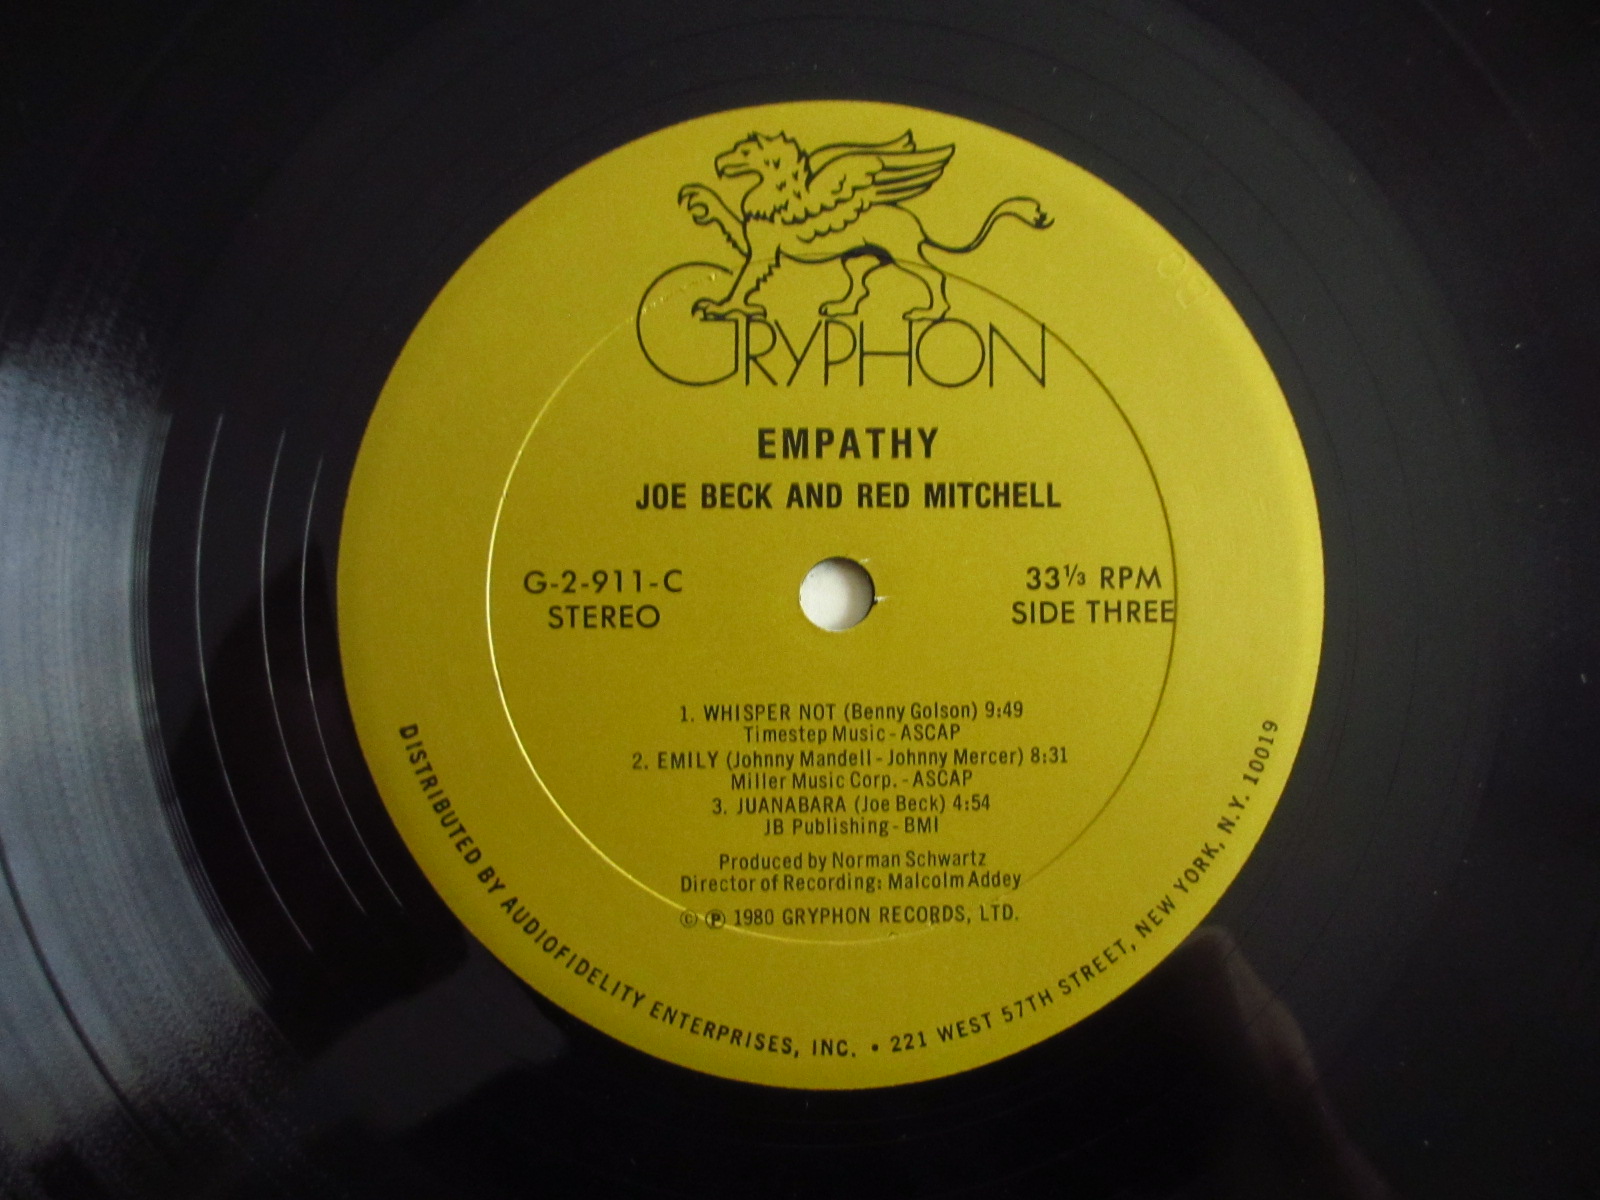 GRYPHON
EMPATHY
JOE BECK AND RED MITCHELL
G-2-911-C
STEREO
33⅓ RPM
SIDE THREE
1. WHISPER NOT (Benny Golson) 9:49
Timestep Music - ASCAP
2. EMILY (Johnny Mandell - Johnny Mercer) 8:31
Miller Music Corp. - ASCAP
3. JUANABARA (Joe Beck) 4:54
JB Publishing - BMI
Produced by Norman Schwartz
Director of Recording: Malcolm Addey
© ℗ 1980 GRYPHON RECORDS, LTD.
DISTRIBUTED BY AUDIOFIDELITY ENTERPRISES, INC. • 221 WEST 57TH STREET, NEW YORK, N.Y. 10019